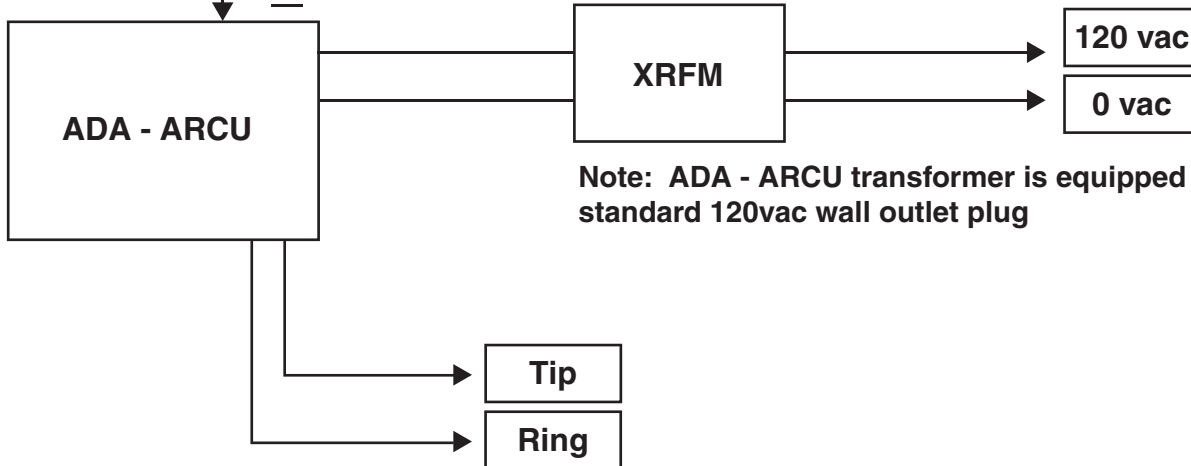 120 vac
XRFM
0 vac
ADA - ARCU
Note: ADA - ARCU transformer is equipped
standard 120vac wall outlet plug
Tip
Ring